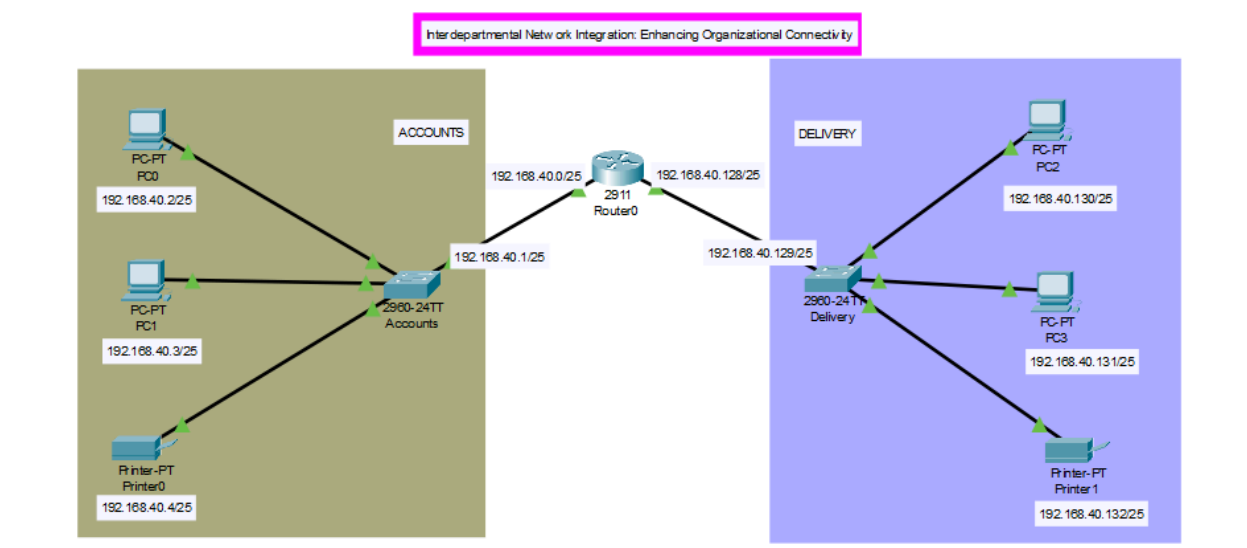 Interdepartmental Network Integration: Enhancing Organizational Connectivity
ACCOUNTS
PC-PT
PC0
192.168.40.2/25
PC-PT
PC1
192.168.40.3/25
Printer-PT
Printer0
192.168.40.4/25
2960-24TT
Accounts
192.168.40.1/25
192.168.40.0/25
2911
Router0
192.168.40.128/25
192.168.40.129/25
DELIVERY
2960-24TT
Delivery
PC-PT
PC2
192.168.40.130/25
PC-PT
PC3
192.168.40.131/25
Printer-PT
Printer1
192.168.40.132/25